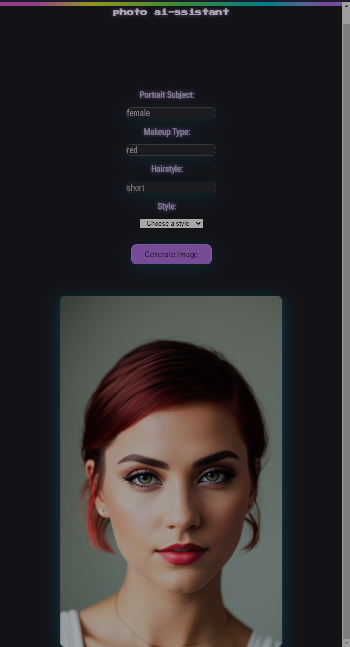 photo ai-ssistant
Portrait Subject:
female
Makeup Type:
red
Hairstyle:
short
Style:
Choose a style
Generate Image